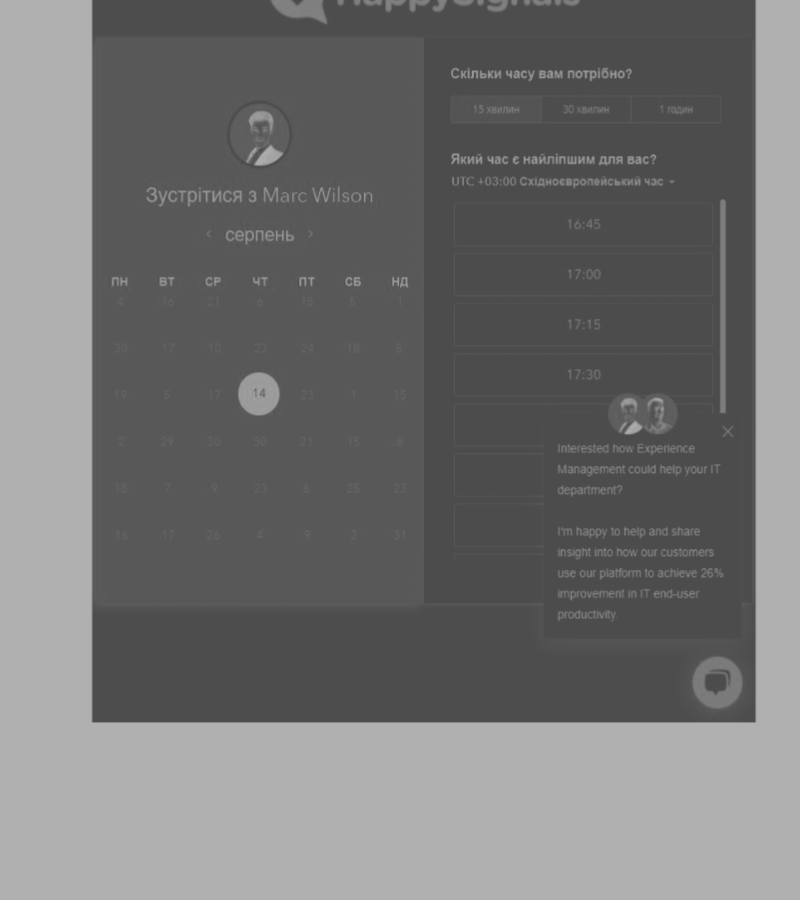 HappySignals
Зустрітися з Marc Wilson
серпень
ПН ВТ СР ЧТ ПТ СБ НД
4 16 21 6 15 5 1
30 17 10 23 24 18 5
19 5 17 14 23 1 15
2 29 30 30 21 15 8
18 7 9 23 6 25 23
16 17 26 4 9 2 31
Скільки часу вам потрібно?
15 хвилин 30 хвилин 1 годин
Який час є найліпшим для вас?
UTC +03:00 Східноєвропейський час
16:45
17:00
17:15
17:30
Interested how Experience
Management could help your IT
department?
I'm happy to help and share
insight into how our customers
use our platform to achieve 26%
improvement in IT end-user
productivity.